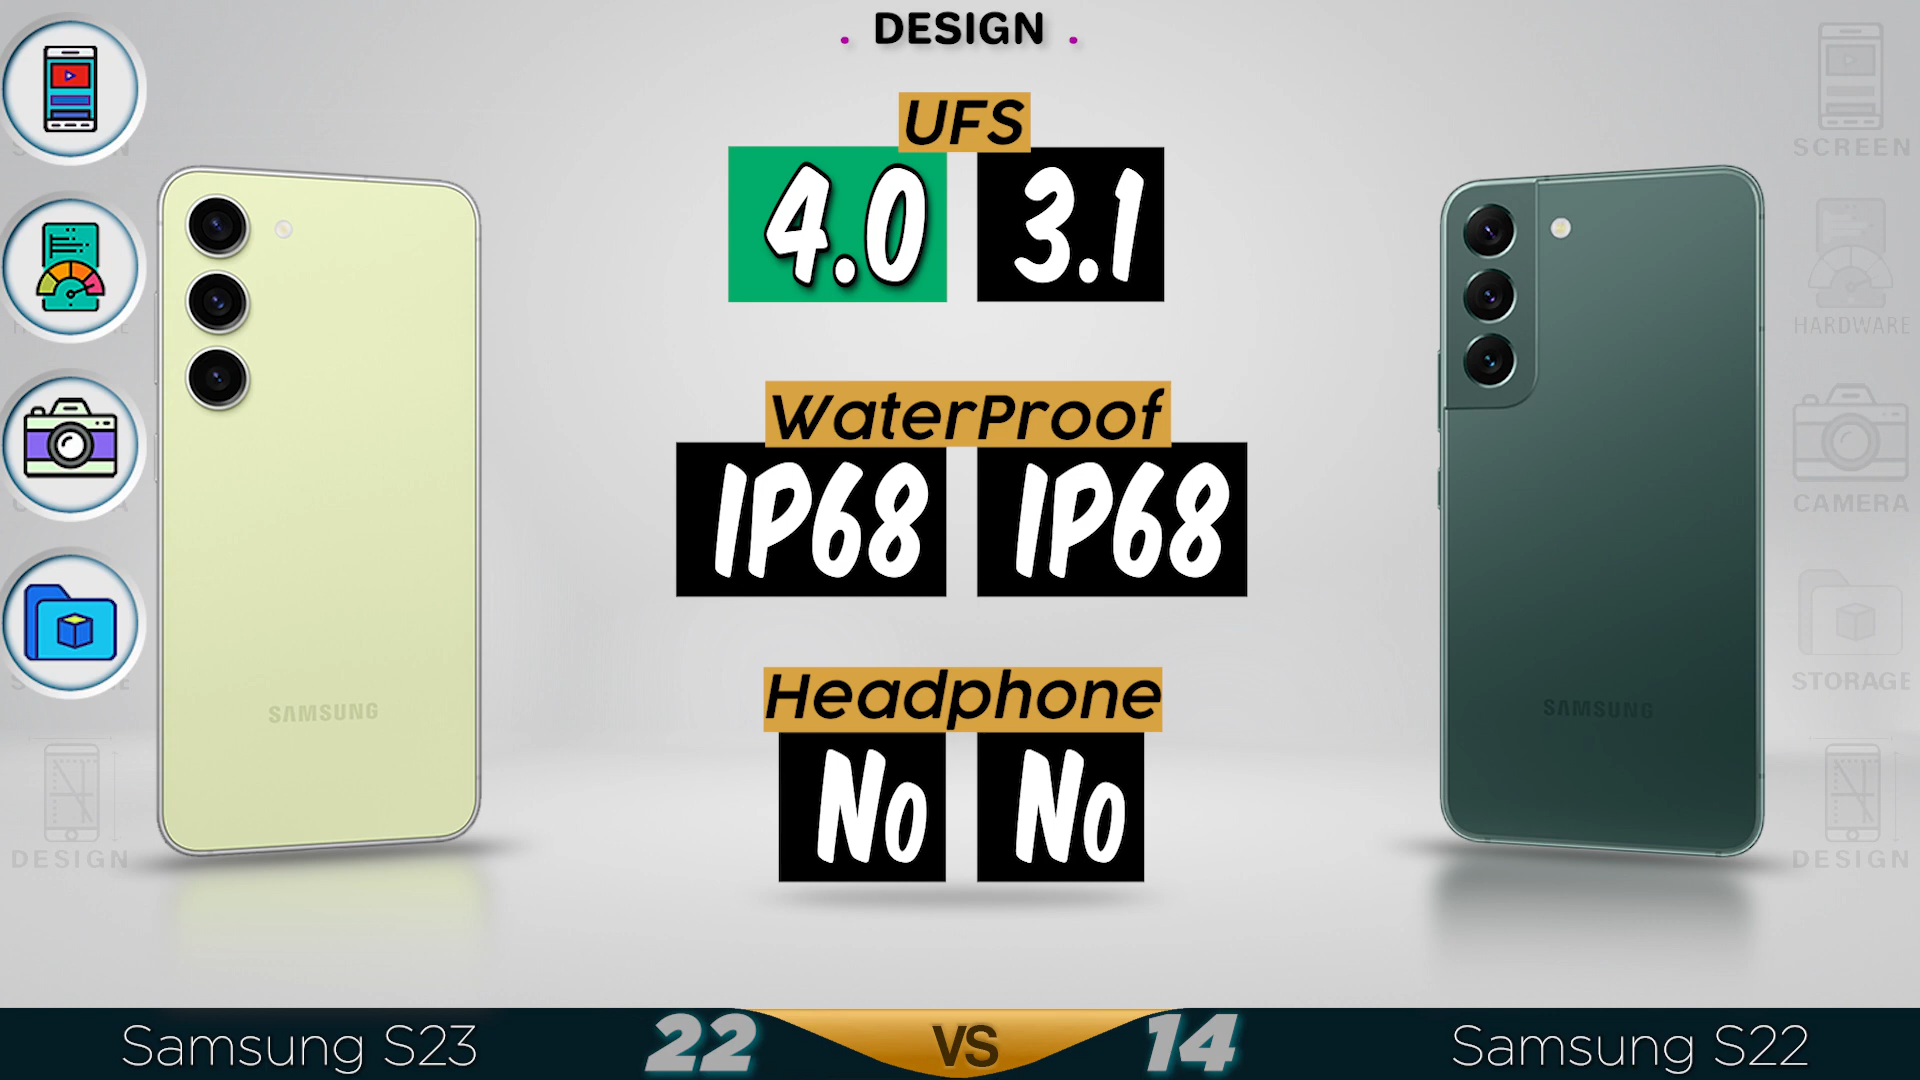 . DESIGN .
UFS
4.0 3.1
WaterProof
IP68 IP68
Headphone
No No
SAMSUNG
SAMSUNG
SCREEN
HARDWARE
CAMERA
STORAGE
DESIGN
DESIGN
Samsung S23 22 VS 14 Samsung S22